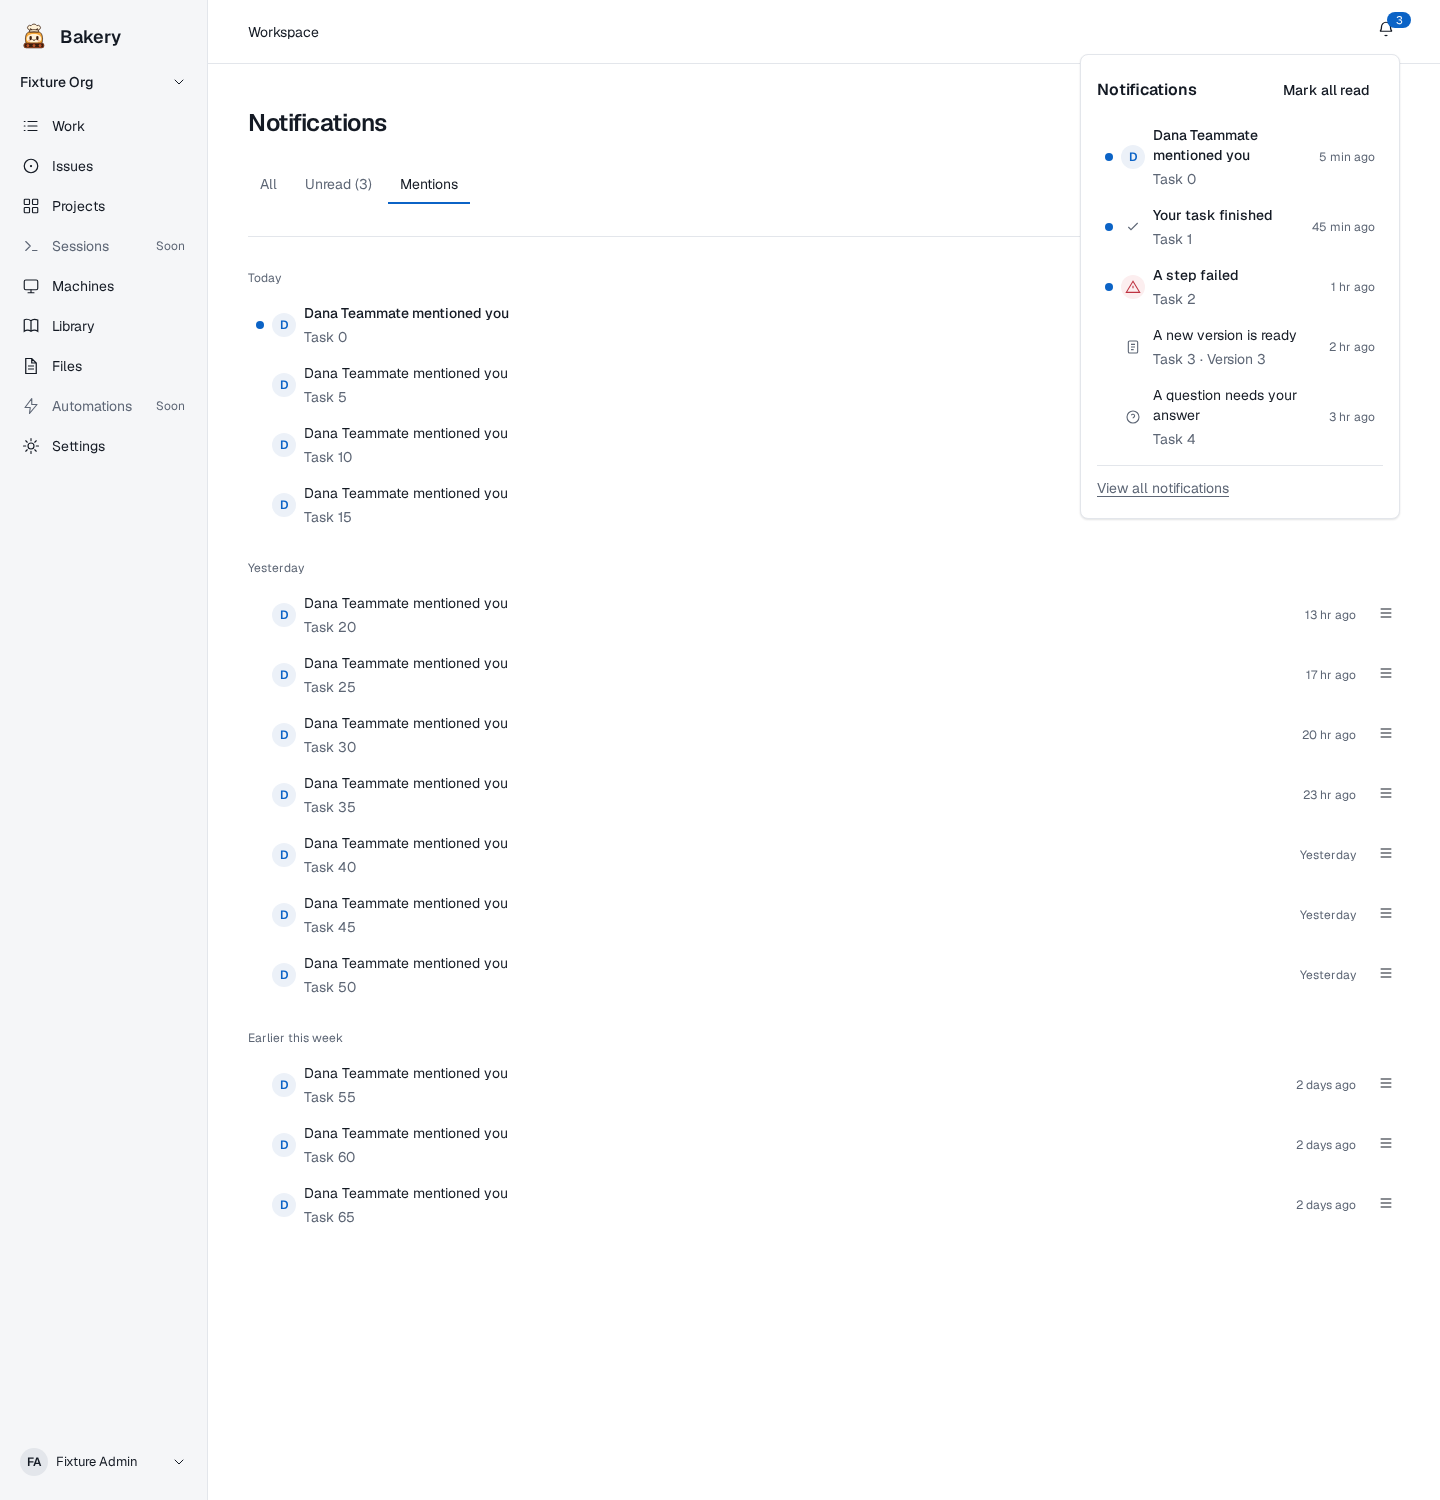 Bakery
Fixture Org
Work
Issues
Projects
Sessions Soon
Machines
Library
Files
Automations Soon
Settings
FA Fixture Admin
Workspace
3
Notifications
All Unread (3) Mentions
Today
D Dana Teammate mentioned you
Task 0
D Dana Teammate mentioned you
Task 5
D Dana Teammate mentioned you
Task 10
D Dana Teammate mentioned you
Task 15
Yesterday
D Dana Teammate mentioned you 13 hr ago
Task 20
D Dana Teammate mentioned you 17 hr ago
Task 25
D Dana Teammate mentioned you 20 hr ago
Task 30
D Dana Teammate mentioned you 23 hr ago
Task 35
D Dana Teammate mentioned you Yesterday
Task 40
D Dana Teammate mentioned you Yesterday
Task 45
D Dana Teammate mentioned you Yesterday
Task 50
Earlier this week
D Dana Teammate mentioned you 2 days ago
Task 55
D Dana Teammate mentioned you 2 days ago
Task 60
D Dana Teammate mentioned you 2 days ago
Task 65
Notifications Mark all read
Dana Teammate
D mentioned you 5 min ago
Task 0
Your task finished 45 min ago
Task 1
A step failed 1 hr ago
Task 2
A new version is ready 2 hr ago
Task 3 · Version 3
A question needs your
answer 3 hr ago
Task 4
View all notifications